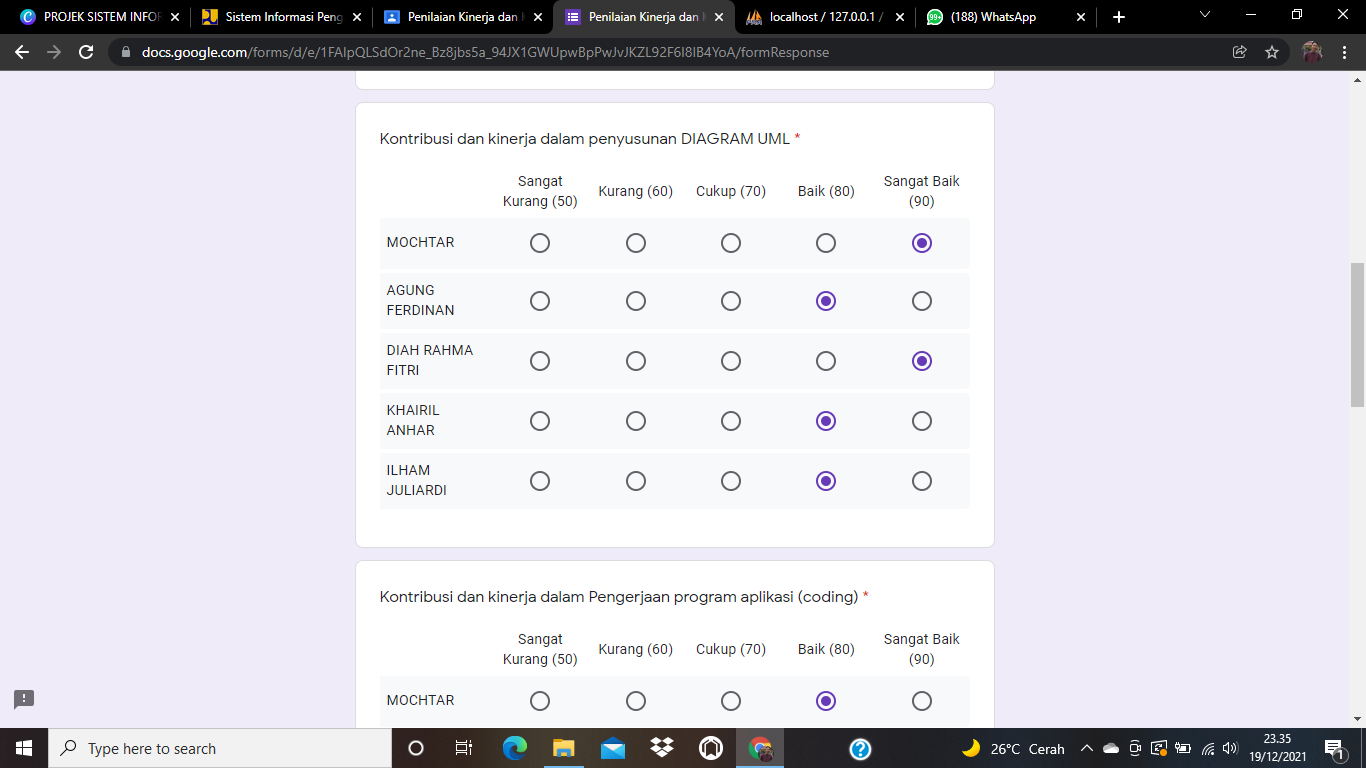 PROJEK SISTEM INFOR
Sistem Informasi Peng
Penilaian Kinerja dan
Penilaian Kinerja dan
localhost / 127.0.0.1 /
99+
(188) WhatsApp
docs.google.com/forms/d/e/1FAIpQLSdOr2ne_Bz8jbs5a_94JX1GWUpwBpPwJvJKZL92F6I8IB4YoA/formResponse
Kontribusi dan kinerja dalam penyusunan DIAGRAM UML *
Sangat Kurang (50) Kurang (60) Cukup (70) Baik (80) Sangat Baik (90)
MOCHTAR
AGUNG
FERDINAN
DIAH RAHMA
FITRI
KHAIRIL
ANHAR
ILHAM
JULIARDI
Kontribusi dan kinerja dalam Pengerjaan program aplikasi (coding) *
Sangat Kurang (50) Kurang (60) Cukup (70) Baik (80) Sangat Baik (90)
MOCHTAR
Type here to search
26°C Cerah
23.35
19/12/2021
1